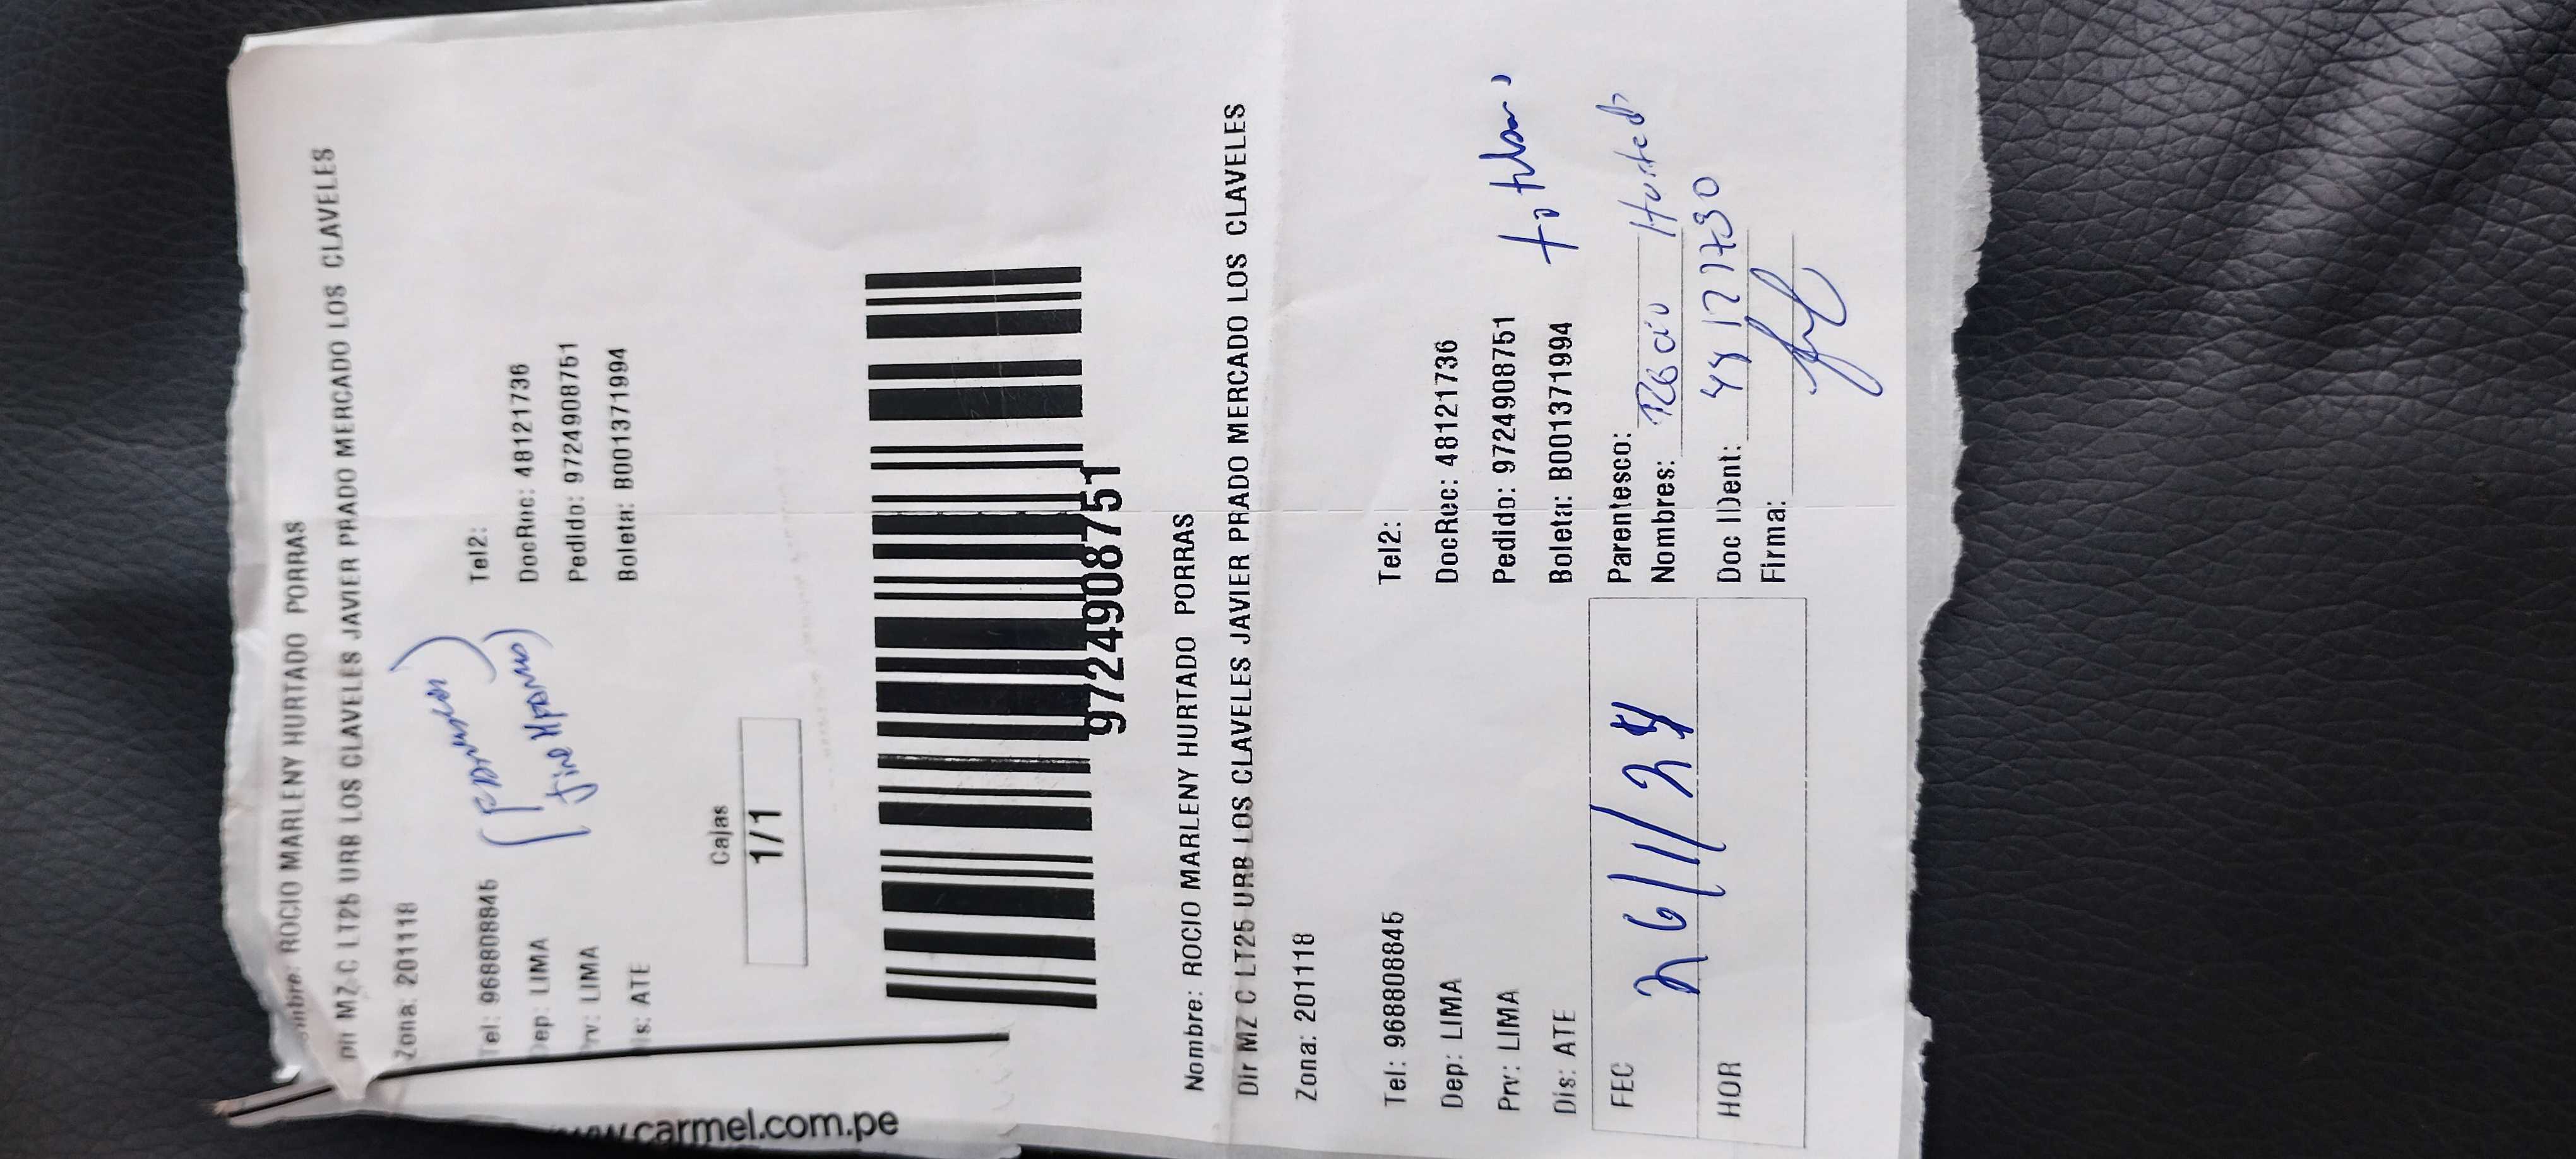 Nombre: ROCIO MARLENY HURTADO PORRAS
Dir MZ C LT25 URB LOS CLAVELES JAVIER PRADO MERCADO LOS CLAVELES
Zona: 201118
Tel: 968808845 Tel2:
Dep: LIMA DocRec: 48121736
Prv: LIMA Pedido: 9724908751
Dis: ATE Boleta: B001371994
Cajas
1/1
www.carmel.com.pe
9724908751
Nombre: ROCIO MARLENY HURTADO PORRAS
Dir MZ C LT25 URB LOS CLAVELES JAVIER PRADO MERCADO LOS CLAVELES
Zona: 201118
Tel: 968808845 Tel2:
Dep: LIMA DocRec: 48121736
Prv: LIMA Pedido: 9724908751
Dis: ATE Boleta: B001371994
FEC 26/11/24 Parentesco:
Nombres: Rocio Hurtado
HOR Doc IDent:
Firma: